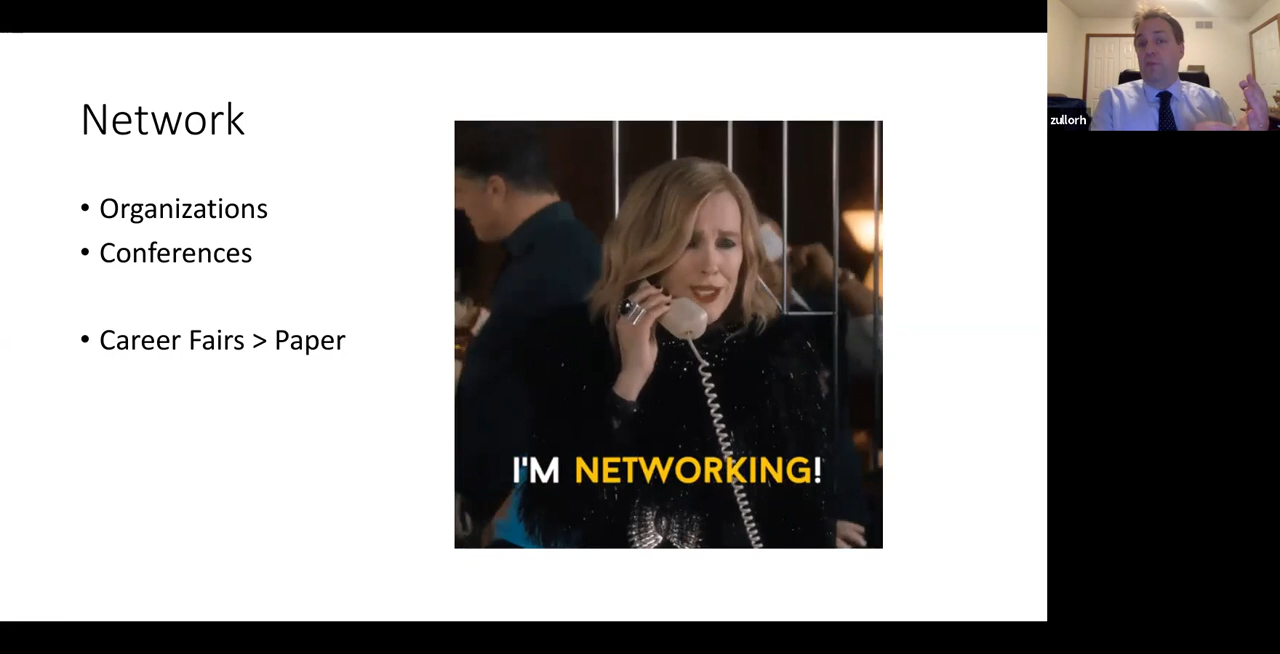 Network
• Organizations
• Conferences
• Career Fairs > Paper
I'M NETWORKING!
zullorh